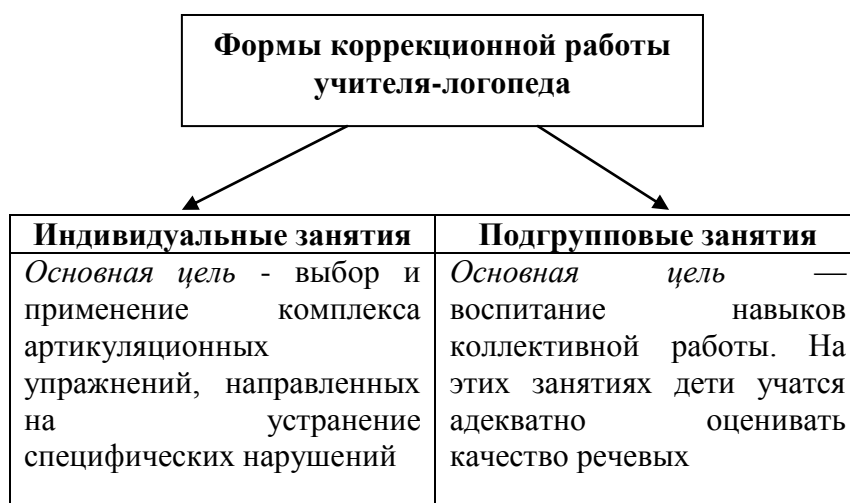 Формы коррекционной работы
учителя-логопеда
Индивидуальные занятия
Основная цель - выбор и
применение комплекса
артикуляционных
упражнений, направленных
на устранение
специфических нарушений
Подгрупповые занятия
Основная цель —
воспитание навыков
коллективной работы. На
этих занятиях дети учатся
адекватно оценивать
качество речевых